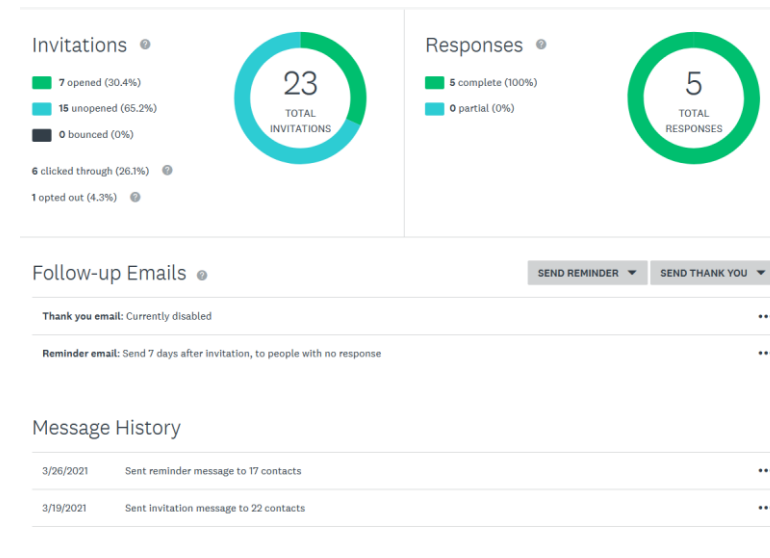 Invitations
7 opened (30.4%)
15 unopened (65.2%)
0 bounced (0%)
6 clicked through (26.1%)
1 opted out (4.3%)
23
TOTAL
INVITATIONS
Responses
5 complete (100%)
0 partial (0%)
5
TOTAL
RESPONSES
Follow-up Emails
SEND REMINDER
SEND THANK YOU
Thank you email: Currently disabled
Reminder email: Send 7 days after invitation, to people with no response
Message History
3/26/2021 Sent reminder message to 17 contacts
3/19/2021 Sent invitation message to 22 contacts